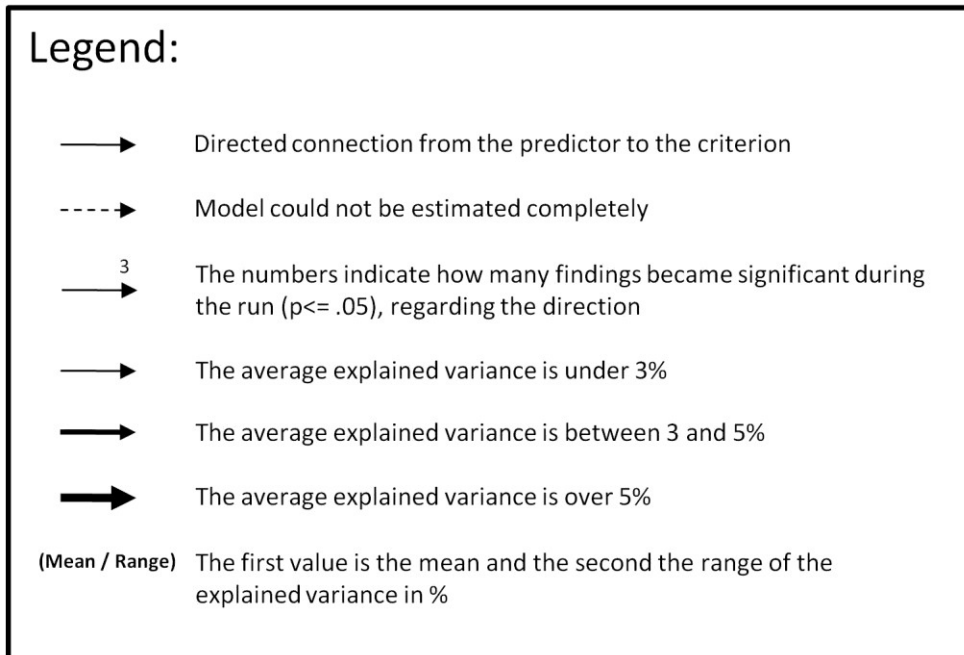 Legend:
Directed connection from the predictor to the criterion
Model could not be estimated completely
3
The numbers indicate how many findings became significant during
the run (p<= .05), regarding the direction
The average explained variance is under 3%
The average explained variance is between 3 and 5%
The average explained variance is over 5%
(Mean / Range) The first value is the mean and the second the range of the
explained variance in %